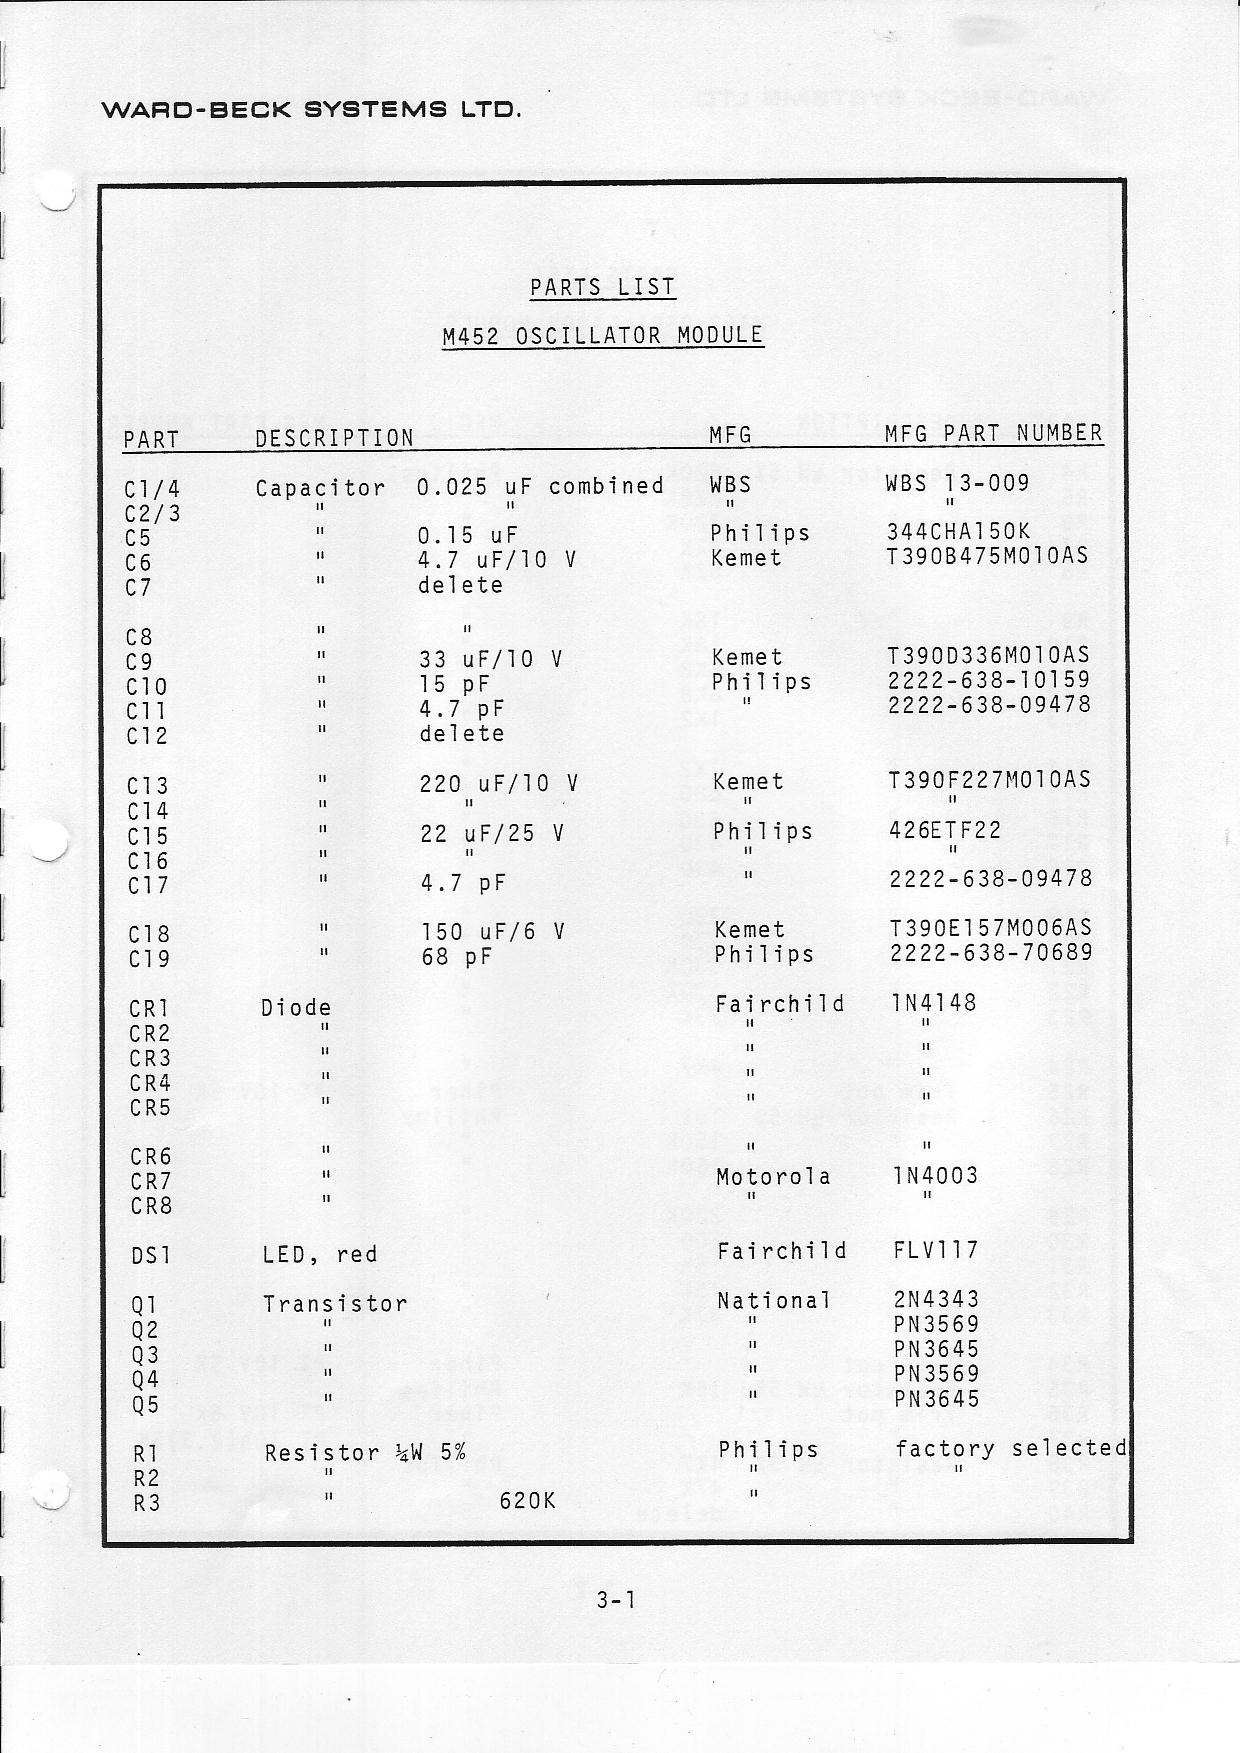 WARD-BECK SYSTEMS LTD.
PARTS LIST
M452 OSCILLATOR MODULE
PART DESCRIPTION MFG MFG PART NUMBER
C1/4 Capacitor 0.025 uF combined WBS WBS 13-009
C2/3 " " " "
C5 " 0.15 uF Philips 344CHA150K
C6 " 4.7 uF/10 V Kemet T390B475M010AS
C7 " delete
C8 " "
C9 " 33 uF/10 V Kemet T390D336M010AS
C10 " 15 pF Philips 2222-638-10159
C11 " 4.7 pF " 2222-638-09478
C12 " delete
C13 " 220 uF/10 V Kemet T390F227M010AS
C14 " " " "
C15 " 22 uF/25 V Philips 426ETF22
C16 " " " "
C17 " 4.7 pF " 2222-638-09478
C18 " 150 uF/6 V Kemet T390E157M006AS
C19 " 68 pF Philips 2222-638-70689
CR1 Diode Fairchild 1N4148
CR2 " " "
CR3 " " "
CR4 " " "
CR5 " " "
CR6 " " "
CR7 " Motorola 1N4003
CR8 " " "
DS1 LED, red Fairchild FLV117
Q1 Transistor National 2N4343
Q2 " " PN3569
Q3 " " PN3645
Q4 " " PN3569
Q5 " " PN3645
R1 Resistor ¼W 5% Philips factory selected
R2 " " "
R3 " 620K "
3-1